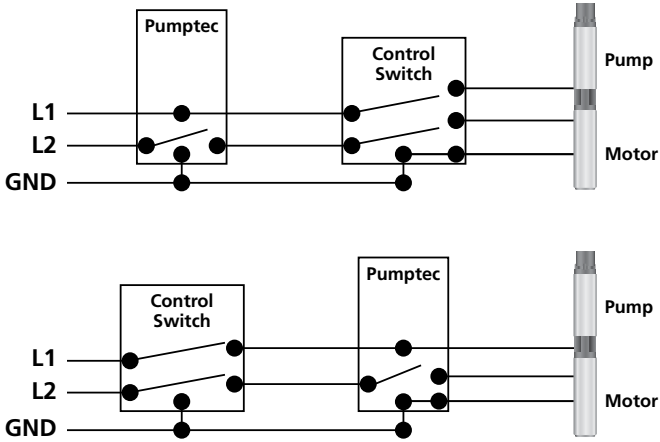 Pumptec
Control
Switch
Pump
L1
L2
Motor
GND
Control
Switch
Pumptec
Pump
L1
L2
Motor
GND